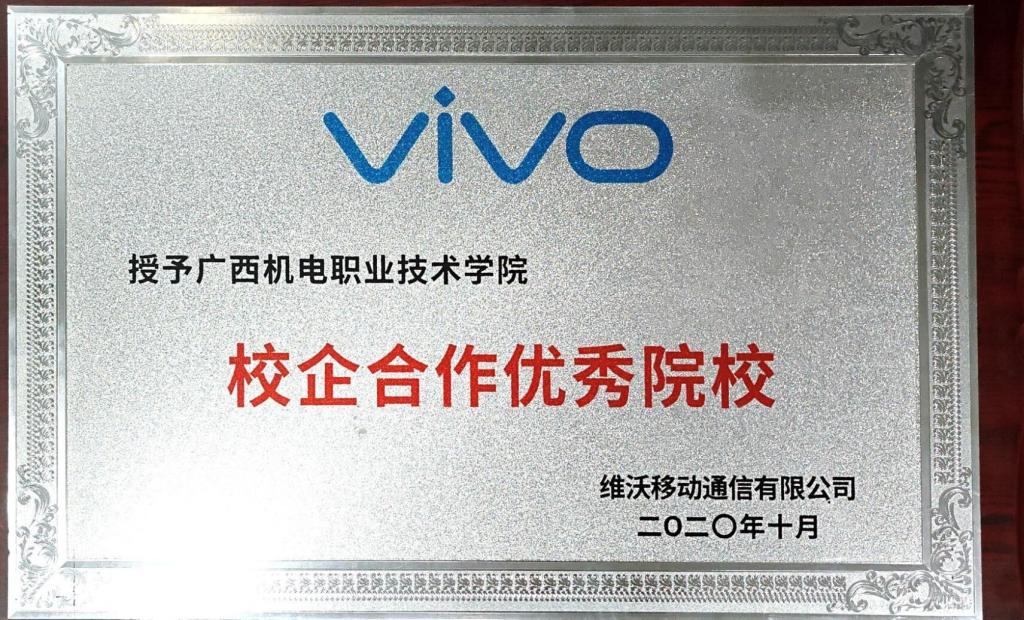 vivo
授予广西机电职业技术学院
校企合作优秀院校
维沃移动通信有限公司
二〇二〇年十月